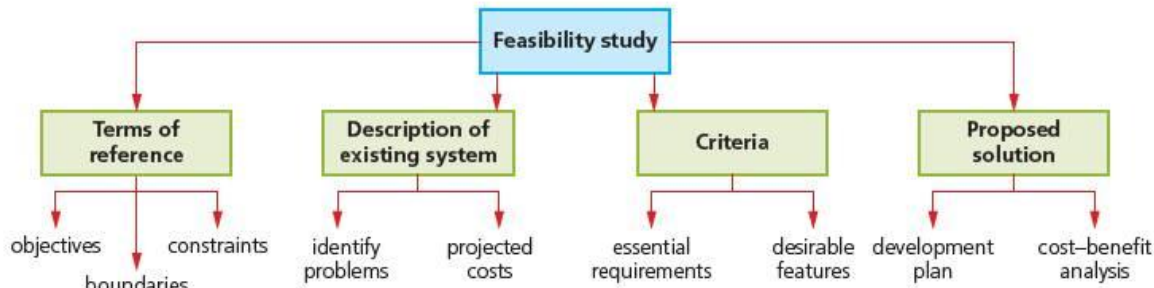 Feasibility study
Terms of
reference
Description of
existing system
Criteria
Proposed
solution
objectives
constraints
boundaries
identify
problems
projected
costs
essential
requirements
desirable
features
development
plan
cost–benefit
analysis